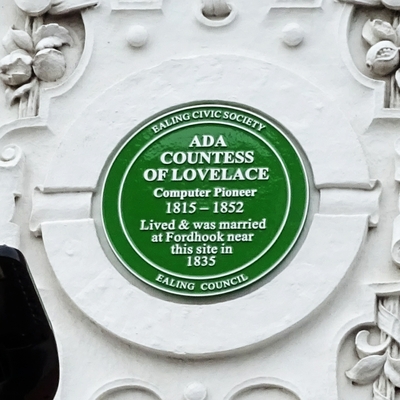 EALING CIVIC SOCIETY
ADA
COUNTESS
OF LOVELACE
Computer Pioneer
1815 – 1852
Lived & was married
at Fordhook near
this site in
1835
EALING COUNCIL